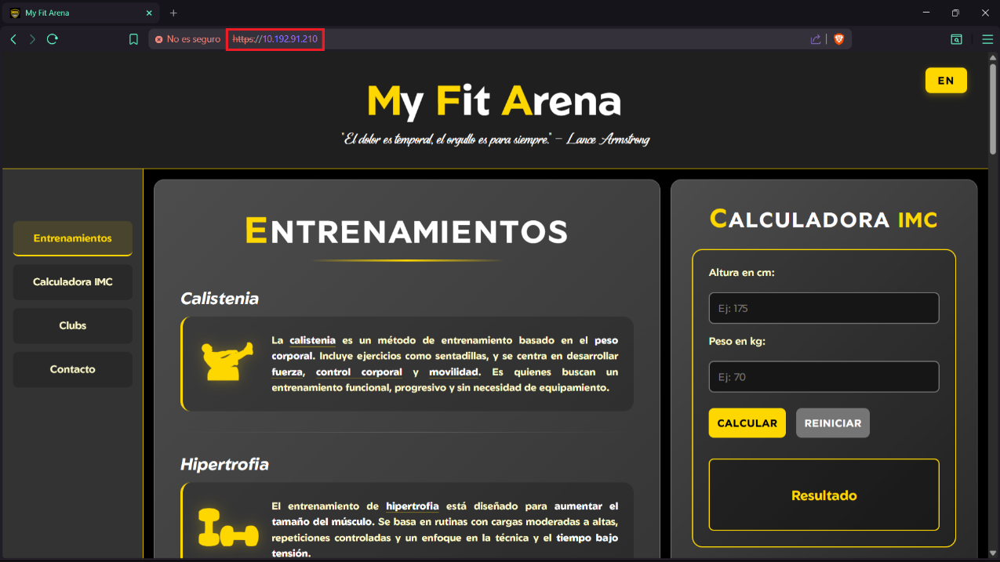 My Fit Arena
No es seguro https://10.192.91.210
EN
My Fit Arena
"El dolor es temporal, el orgullo es para siempre." – Lance Armstrong
Entrenamientos
Calculadora IMC
Clubs
Contacto
ENTRENAMIENTOS
Calistenia
La calistenia es un método de entrenamiento basado en el peso
corporal. Incluye ejercicios como sentadillas, y se centra en desarrollar
fuerza, control corporal y movilidad. Es quienes buscan un
entrenamiento funcional, progresivo y sin necesidad de equipamiento.
Hipertrofia
El entrenamiento de hipertrofia está diseñado para aumentar el
tamaño del músculo. Se basa en rutinas con cargas moderadas a altas,
repeticiones controladas y un enfoque en la técnica y el tiempo bajo
tensión.
CALCULADORA IMC
Altura en cm:
Ej: 175
Peso en kg:
Ej: 70
CALCULAR
REINICIAR
Resultado